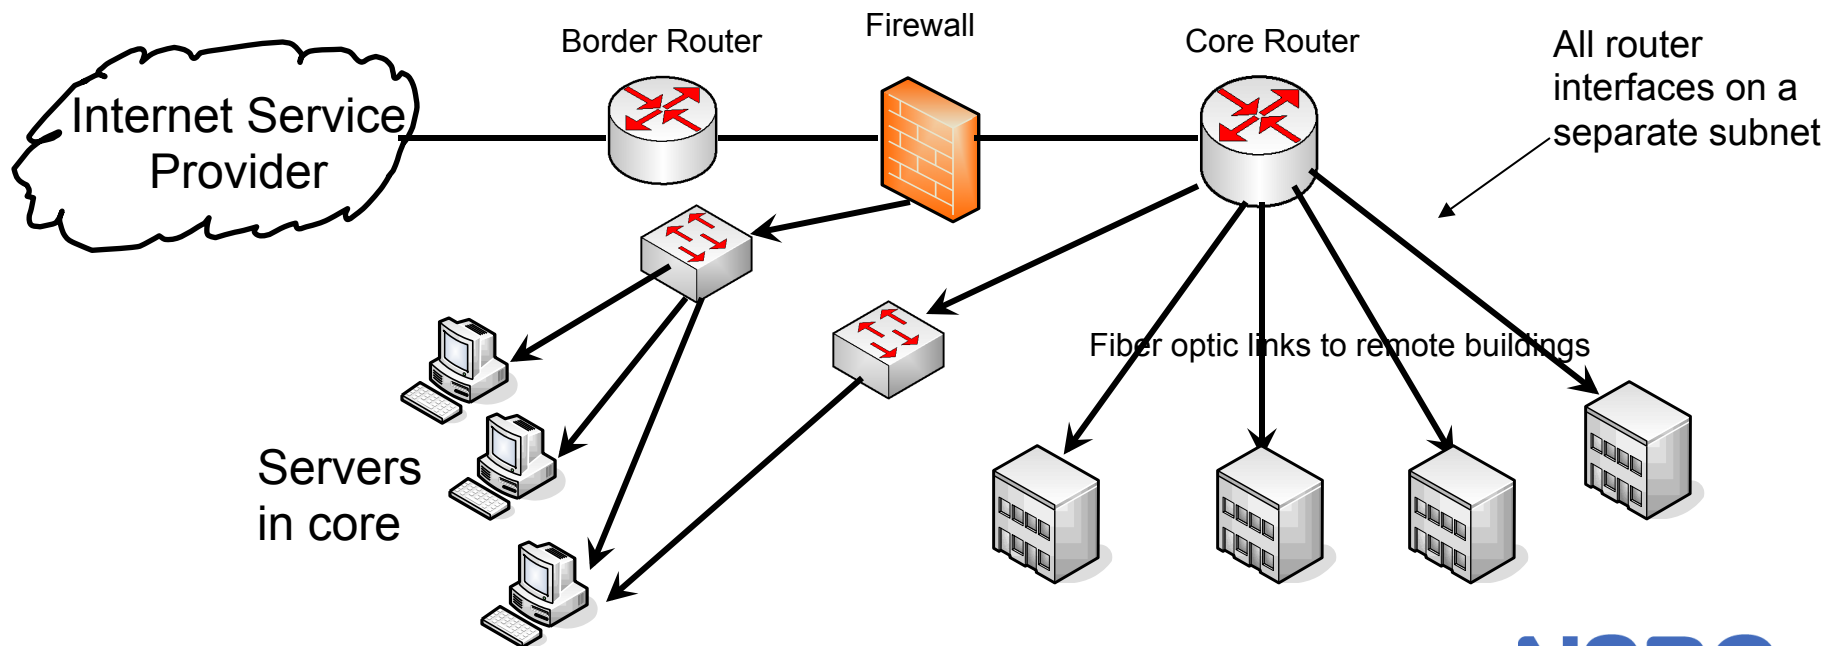 Border Router
Firewall
Core Router
All router
interfaces on a
separate subnet
Internet Service
Provider
Fiber optic links to remote buildings
Servers
in core